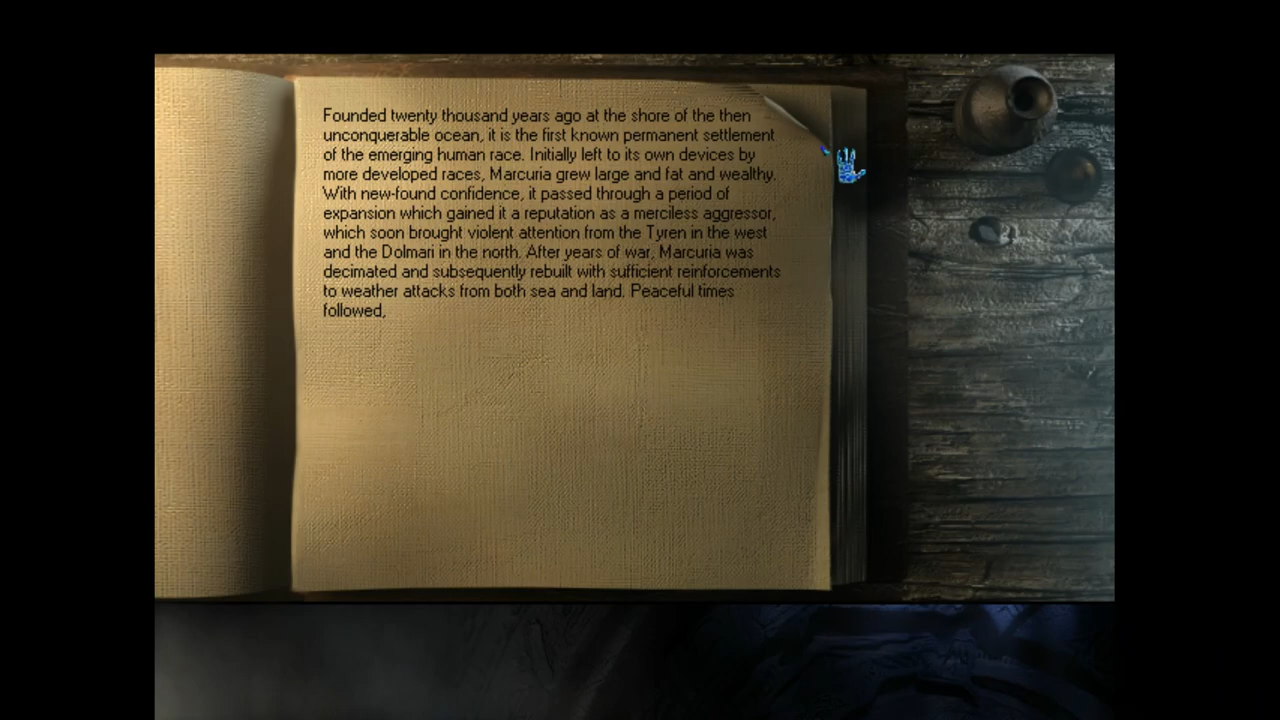 Founded twenty thousand years ago at the shore of the then
unconquerable ocean, it is the first known permanent settlement
of the emerging human race. Initially left to its own devices by
more developed races, Marcuria grew large and fat and wealthy.
With new-found confidence, it passed through a period of
expansion which gained it a reputation as a merciless aggressor,
which soon brought violent attention from the Tyren in the west
and the Dolmari in the north. After years of war, Marcuria was
decimated and subsequently rebuilt with sufficient reinforcements
to weather attacks from both sea and land. Peaceful times
followed,